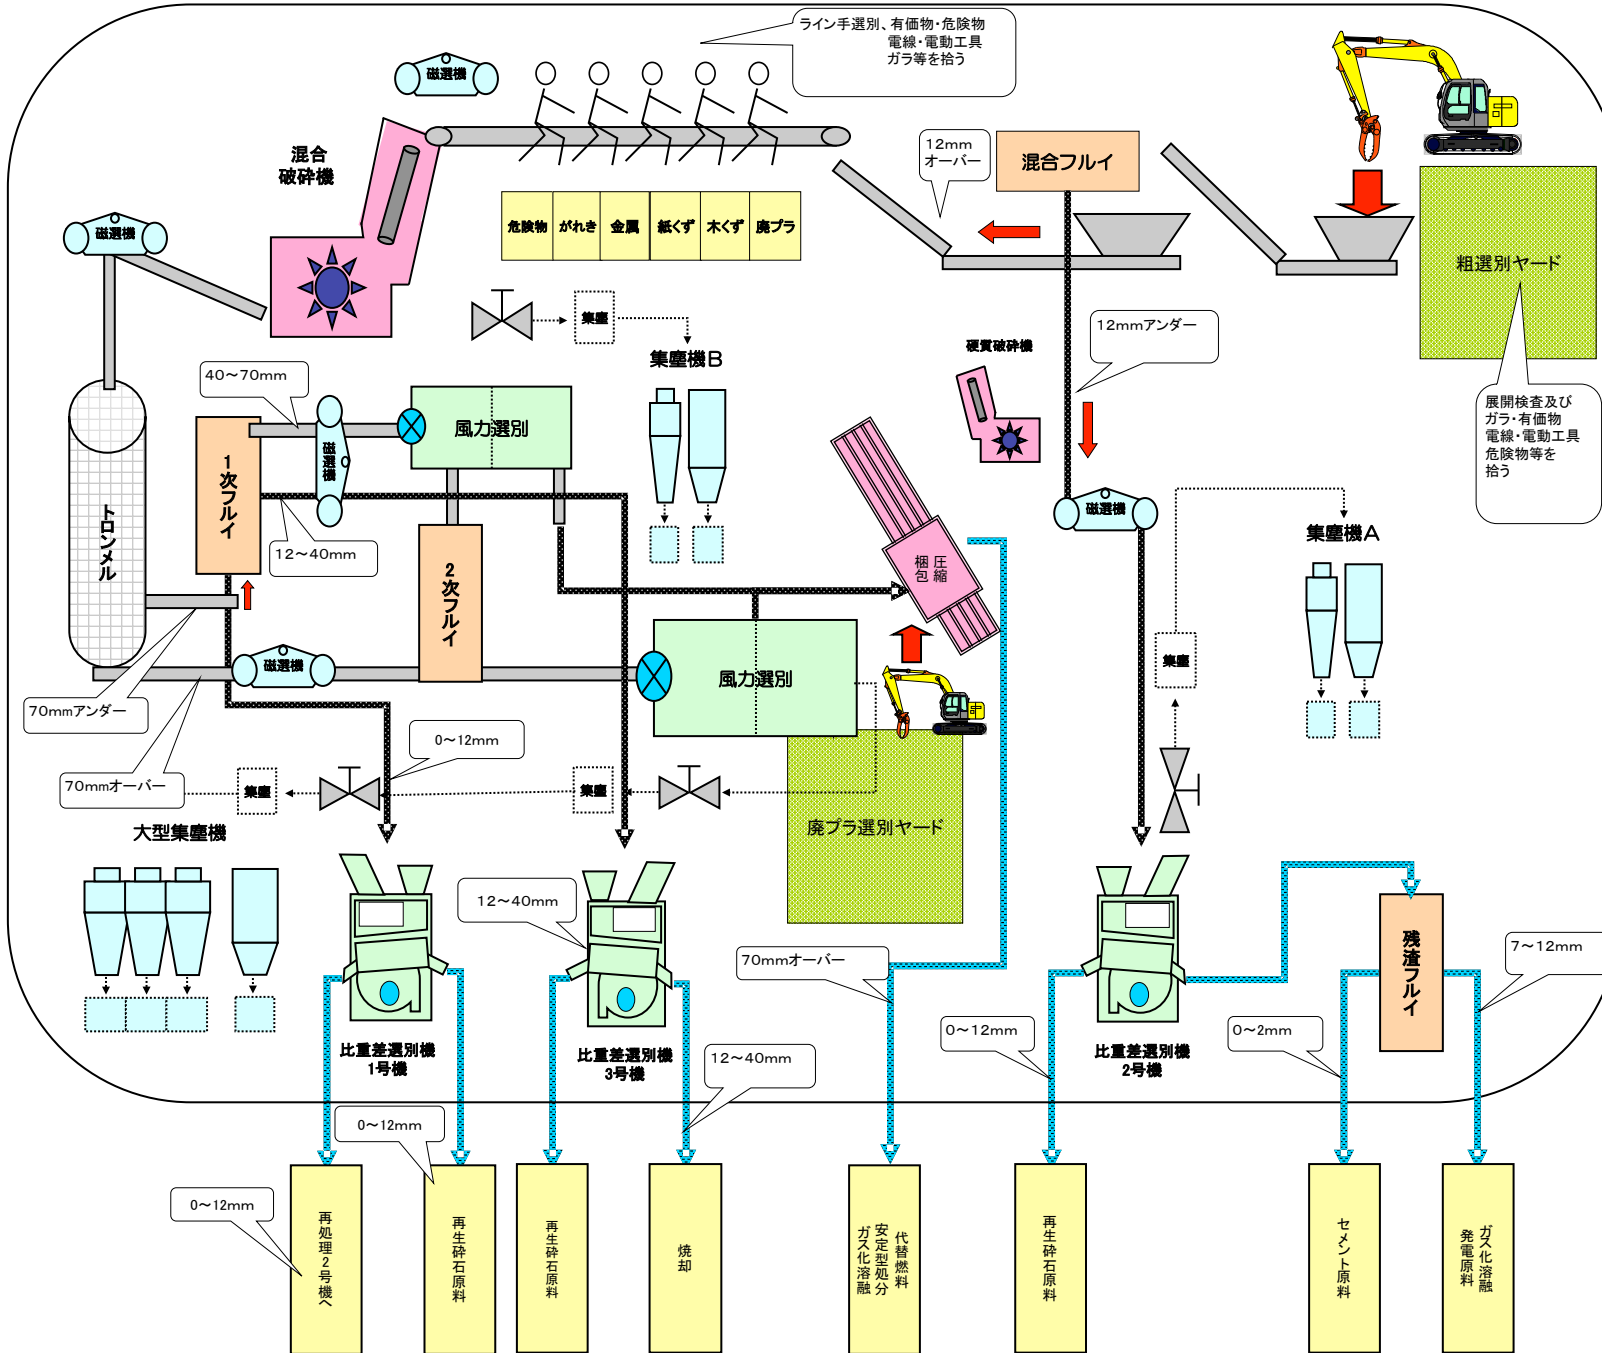 ライン手選別、有価物・危険物
電線・電動工具
ガラ等を拾う
磁選機
混合
破砕機
12mm
オーバー
混合フルイ
危険物
がれき
金属
紙くず
木くず
廃プラ
磁選機
粗選別ヤード
集塵
集塵機B
12mmアンダー
硬質破砕機
40〜70mm
風力選別
展開検査及び
ガラ・有価物
電線・電動工具
危険物等を
拾う
1次フルイ
磁選機
トロンメル
12〜40mm
2次フルイ
圧縮
梱包
磁選機
集塵機A
集塵
磁選機
風力選別
70mmアンダー
0〜12mm
70mmオーバー
集塵
集塵
廃プラ選別ヤード
大型集塵機
12〜40mm
70mmオーバー
残渣フルイ
7〜12mm
0〜12mm
0〜2mm
比重差選別機
1号機
比重差選別機
3号機
12〜40mm
比重差選別機
2号機
0〜12mm
0〜12mm
再処理2号機へ
再生砕石原料
再生砕石原料
焼却
代替燃料
安定型処分
ガス化溶融
再生砕石原料
セメント原料
ガス化溶融
発電原料